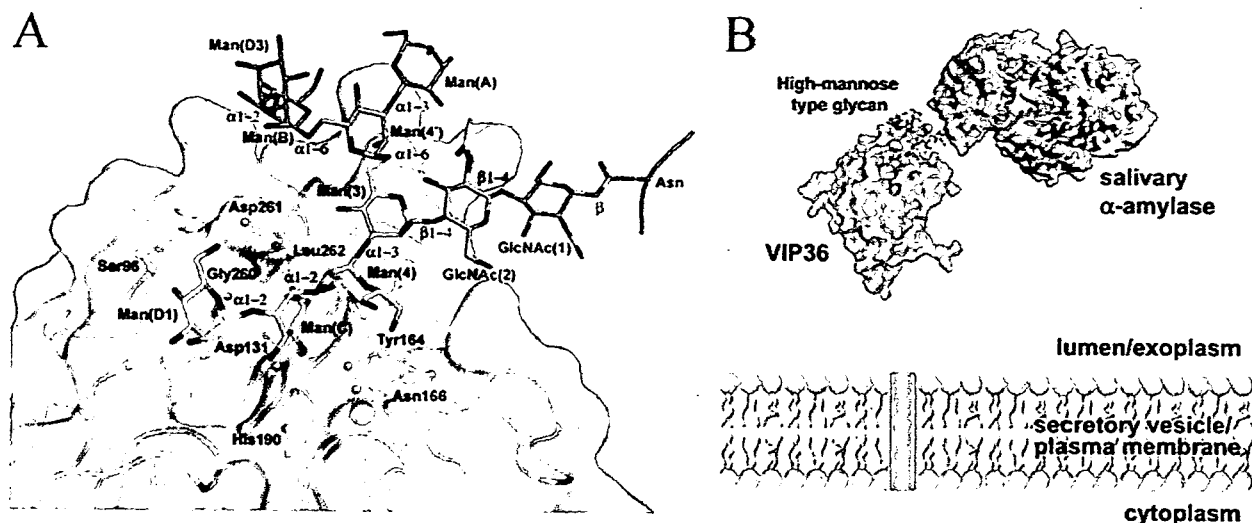 A
Man(D3)
Man(A)
α1–3
α1–2
Man(B)
α1–6
Man(4')
α1–6
Man(3)
β1–4
Asn
β
Asp261
β1–4
GlcNAc(1)
Ser96
Leu262
α1–3
GlcNAc(2)
Gly260
α1–2
Man(4)
α1–2
Man(D1)
Man(C)
Asp131
Tyr164
Asn166
His190
B
High-mannose
type glycan
salivary
α-amylase
VIP36
lumen/exoplasm
secretory vesicle/
plasma membrane
cytoplasm